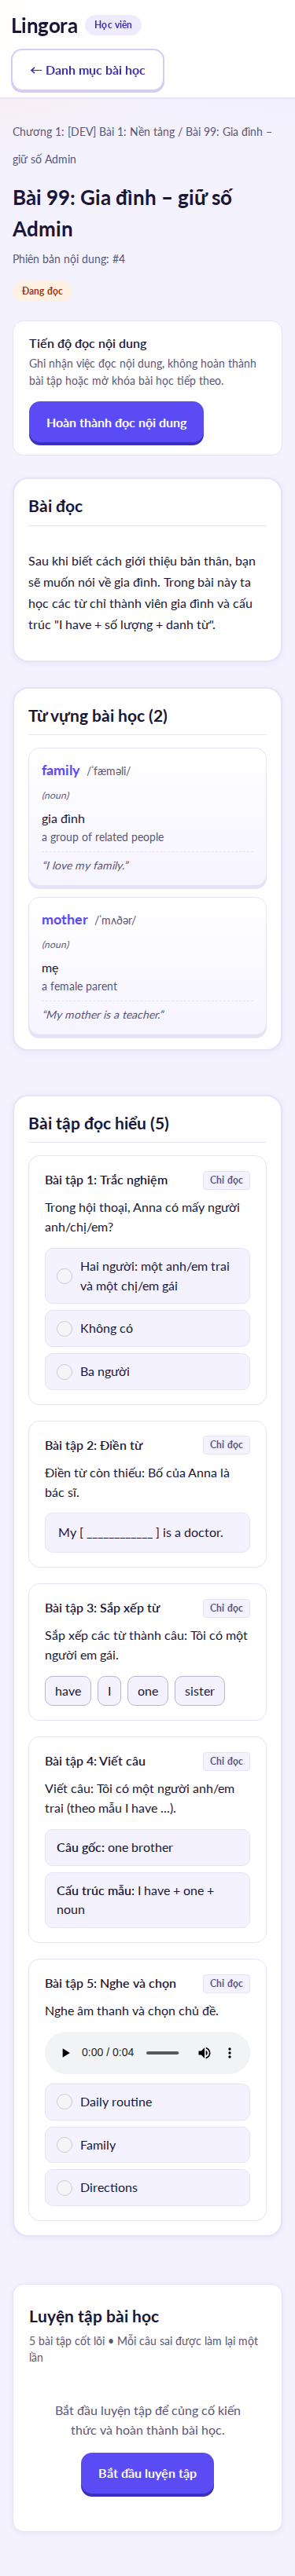 Lingora Học viên
← Danh mục bài học
Chương 1: [DEV] Bài 1: Nền tảng / Bài 99: Gia đình –
giữ số Admin
Bài 99: Gia đình – giữ số
Admin
Phiên bản nội dung: #4
Đang đọc
Tiến độ đọc nội dung
Ghi nhận việc đọc nội dung, không hoàn thành
bài tập hoặc mở khóa bài học tiếp theo.
Hoàn thành đọc nội dung
Bài đọc
Sau khi biết cách giới thiệu bản thân, bạn
sẽ muốn nói về gia đình. Trong bài này ta
học các từ chỉ thành viên gia đình và cấu
trúc "I have + số lượng + danh từ".
Từ vựng bài học (2)
family /ˈfæməli/
(noun)
gia đình
a group of related people
“I love my family.”
mother /ˈmʌðər/
(noun)
mẹ
a female parent
“My mother is a teacher.”
Bài tập đọc hiểu (5)
Bài tập 1: Trắc nghiệm Chỉ đọc
Trong hội thoại, Anna có mấy người
anh/chị/em?
Hai người: một anh/em trai
và một chị/em gái
Không có
Ba người
Bài tập 2: Điền từ Chỉ đọc
Điền từ còn thiếu: Bố của Anna là
bác sĩ.
My [ ____________ ] is a doctor.
Bài tập 3: Sắp xếp từ Chỉ đọc
Sắp xếp các từ thành câu: Tôi có một
người em gái.
have I one sister
Bài tập 4: Viết câu Chỉ đọc
Viết câu: Tôi có một người anh/em
trai (theo mẫu I have ...).
Câu gốc: one brother
Cấu trúc mẫu: I have + one +
noun
Bài tập 5: Nghe và chọn Chỉ đọc
Nghe âm thanh và chọn chủ đề.
0:00 / 0:04
Daily routine
Family
Directions
Luyện tập bài học
5 bài tập cốt lõi • Mỗi câu sai được làm lại một
lần
Bắt đầu luyện tập để củng cố kiến
thức và hoàn thành bài học.
Bắt đầu luyện tập